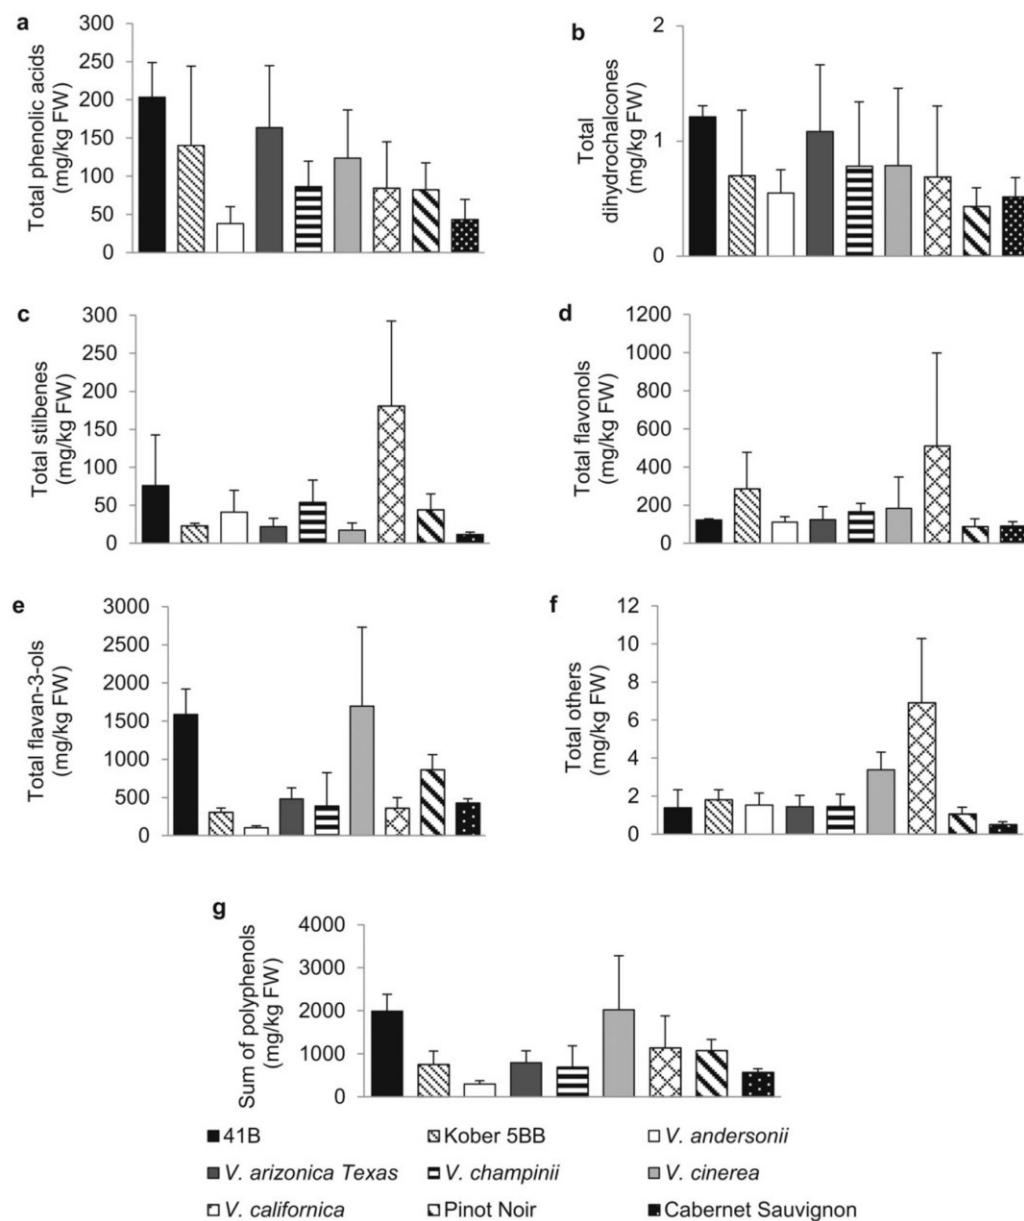 a
Total phenolic acids
(mg/kg FW)
300
250
200
150
100
50
0
b
Total
dihydrochalcones
(mg/kg FW)
2
1
0
c
Total stilbenes
(mg/kg FW)
300
250
200
150
100
50
0
d
Total flavonols
(mg/kg FW)
1200
1000
800
600
400
200
0
e
Total flavan-3-ols
(mg/kg FW)
3000
2500
2000
1500
1000
500
0
f
Total others
(mg/kg FW)
12
10
8
6
4
2
0
g
Sum of polyphenols
(mg/kg FW)
4000
3000
2000
1000
0
41B Kober 5BB V. andersonii
V. arizonica Texas V. champinii V. cinerea
V. californica Pinot Noir Cabernet Sauvignon